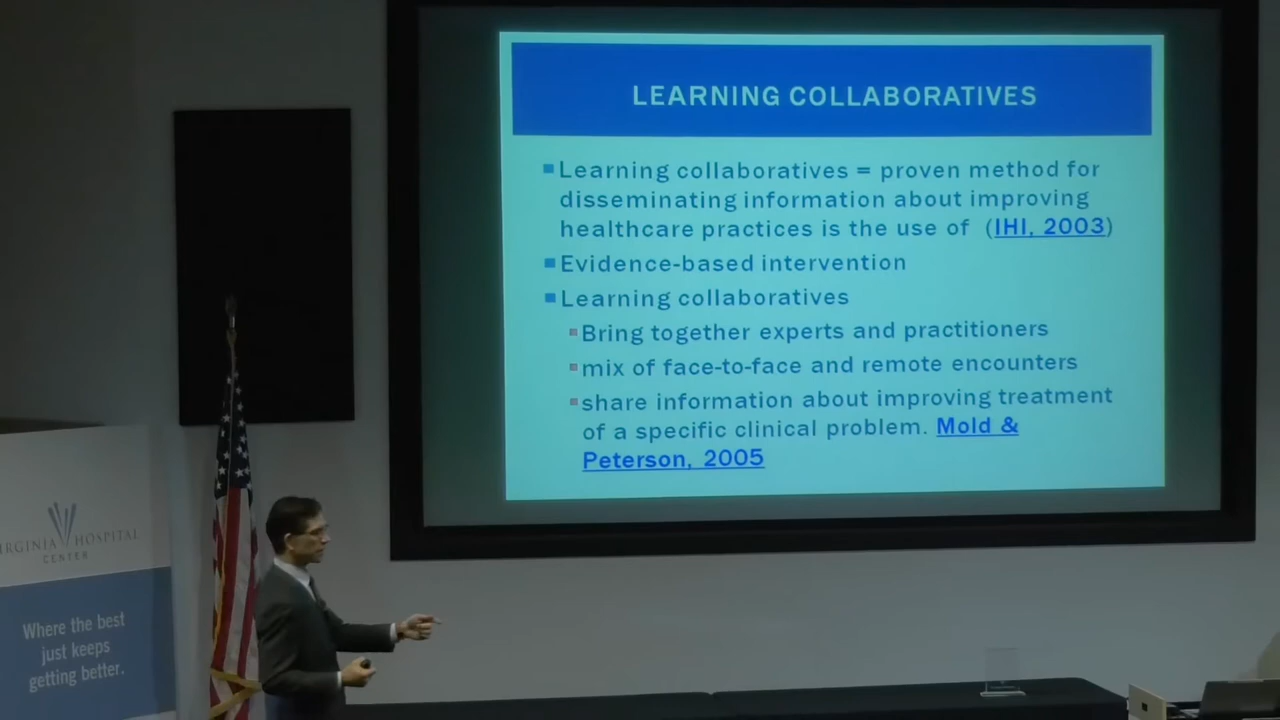 LEARNING COLLABORATIVES
Learning collaboratives = proven method for
disseminating information about improving
healthcare practices is the use of (IHI, 2003)
Evidence-based intervention
Learning collaboratives
Bring together experts and practitioners
mix of face-to-face and remote encounters
share information about improving treatment
of a specific clinical problem. Mold &
Peterson, 2005
IRGINIA HOSPITAL
CENTER
Where the best
just keeps
getting better.